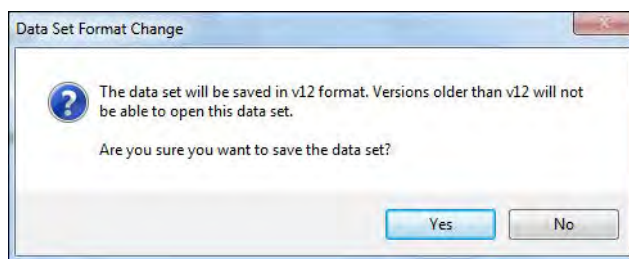 Data Set Format Change
The data set will be saved in v12 format. Versions older than v12 will not
be able to open this data set.
Are you sure you want to save the data set?
Yes
No